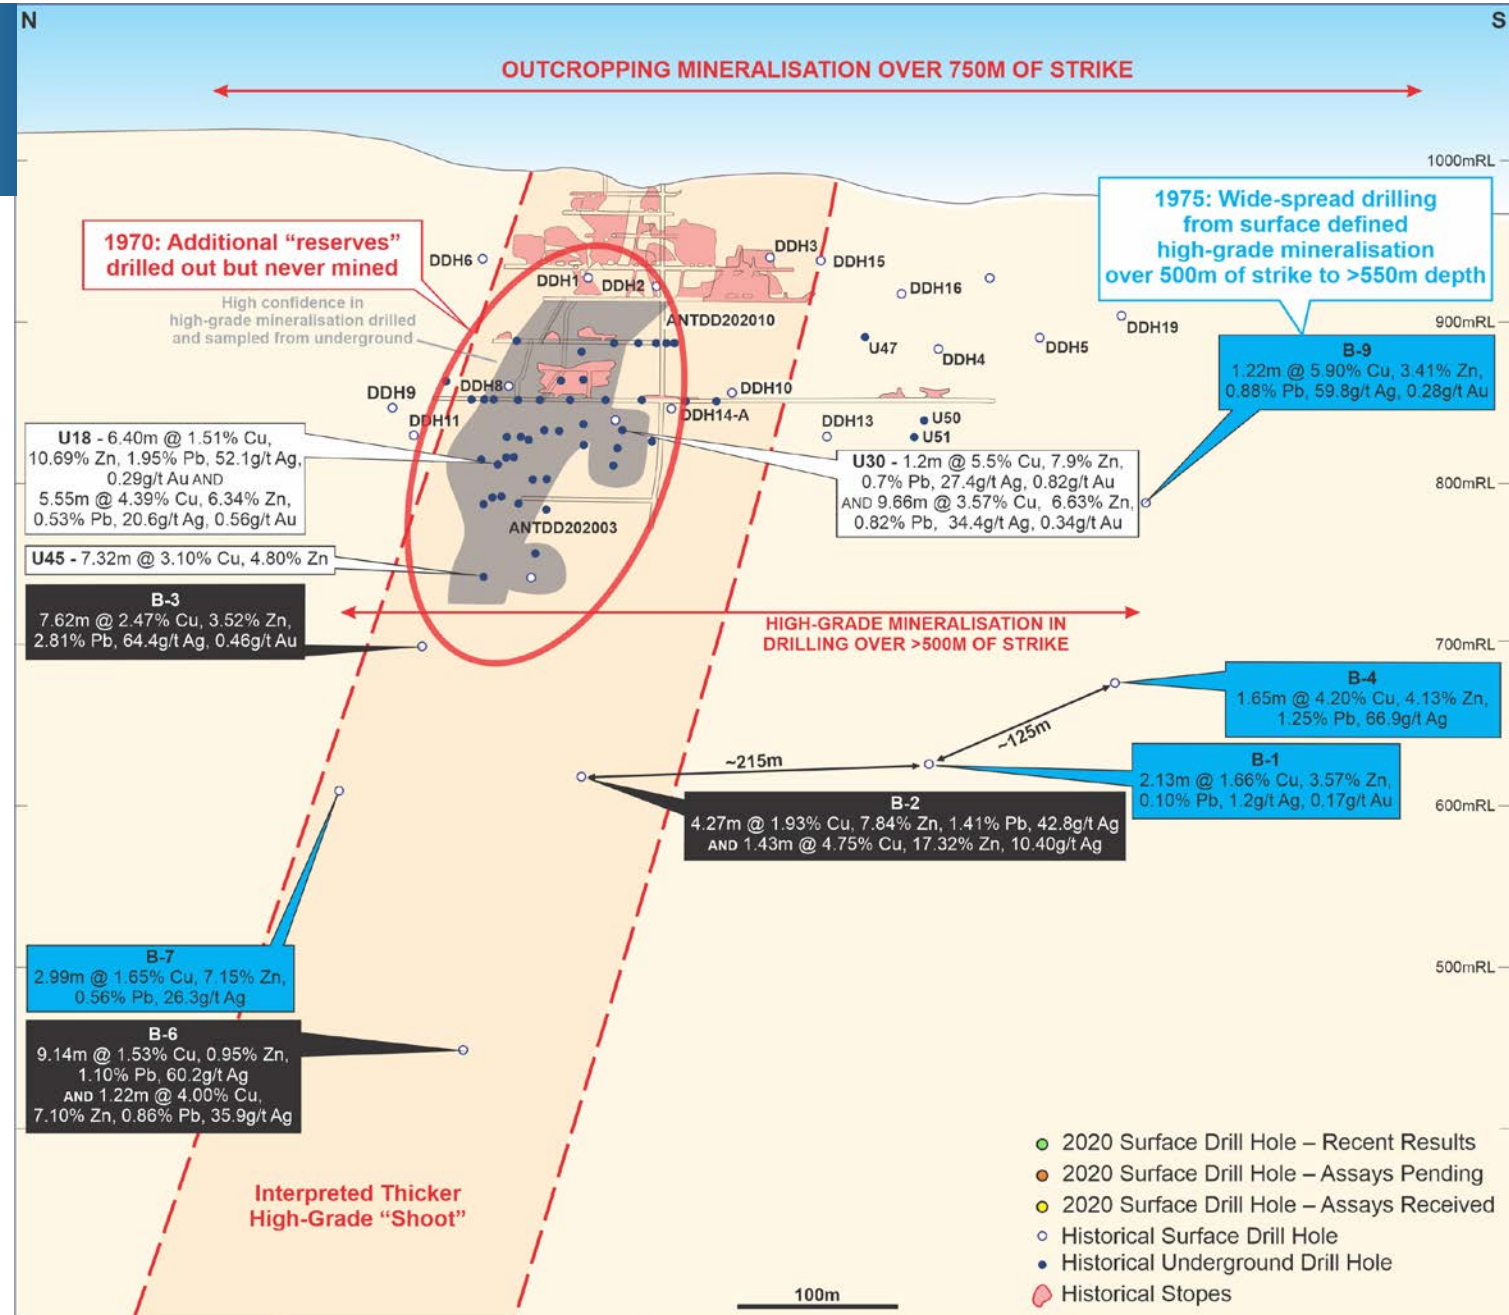 N
S
OUTCROPPING MINERALISATION OVER 750M OF STRIKE
1000mRL
1970: Additional “reserves”
drilled out but never mined
High confidence in
high-grade mineralisation drilled
and sampled from underground
1975: Wide-spread drilling
from surface defined
high-grade mineralisation
over 500m of strike to >550m depth
DDH6
DDH1
DDH2
DDH3
DDH15
DDH16
ANTDD202010
900mRL
DDH19
U47
DDH4
DDH5
B-9
1.22m @ 5.90% Cu, 3.41% Zn,
0.88% Pb, 59.8g/t Ag, 0.28g/t Au
DDH9
DDH8
DDH10
DDH11
DDH14-A
DDH13
U50
U51
U18 - 6.40m @ 1.51% Cu,
10.69% Zn, 1.95% Pb, 52.1g/t Ag,
0.29g/t Au AND
5.55m @ 4.39% Cu, 6.34% Zn,
0.53% Pb, 20.6g/t Ag, 0.56g/t Au
U30 - 1.2m @ 5.5% Cu, 7.9% Zn,
0.7% Pb, 27.4g/t Ag, 0.82g/t Au
AND 9.66m @ 3.57% Cu, 6.63% Zn,
0.82% Pb, 34.4g/t Ag, 0.34g/t Au
800mRL
ANTDD202003
U45 - 7.32m @ 3.10% Cu, 4.80% Zn
B-3
7.62m @ 2.47% Cu, 3.52% Zn,
2.81% Pb, 64.4g/t Ag, 0.46g/t Au
HIGH-GRADE MINERALISATION IN
DRILLING OVER >500M OF STRIKE
700mRL
B-4
1.65m @ 4.20% Cu, 4.13% Zn,
1.25% Pb, 66.9g/t Ag
~125m
~215m
B-1
2.13m @ 1.66% Cu, 3.57% Zn,
0.10% Pb, 1.2g/t Ag, 0.17g/t Au
600mRL
B-2
4.27m @ 1.93% Cu, 7.84% Zn, 1.41% Pb, 42.8g/t Ag
AND 1.43m @ 4.75% Cu, 17.32% Zn, 10.40g/t Ag
B-7
2.99m @ 1.65% Cu, 7.15% Zn,
0.56% Pb, 26.3g/t Ag
500mRL
B-6
9.14m @ 1.53% Cu, 0.95% Zn,
1.10% Pb, 60.2g/t Ag
AND 1.22m @ 4.00% Cu,
7.10% Zn, 0.86% Pb, 35.9g/t Ag
Interpreted Thicker
High-Grade “Shoot”
2020 Surface Drill Hole – Recent Results
2020 Surface Drill Hole – Assays Pending
2020 Surface Drill Hole – Assays Received
Historical Surface Drill Hole
Historical Underground Drill Hole
Historical Stopes
100m